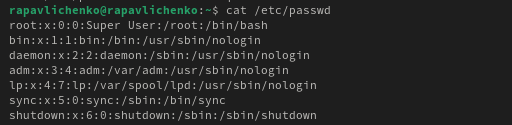 rapavlichenko@rapavlichenko:~$ cat /etc/passwd
root:x:0:0:Super User:/root:/bin/bash
bin:x:1:1:bin:/bin:/usr/sbin/nologin
daemon:x:2:2:daemon:/sbin:/usr/sbin/nologin
adm:x:3:4:adm:/var/adm:/usr/sbin/nologin
lp:x:4:7:lp:/var/spool/lpd:/usr/sbin/nologin
sync:x:5:0:sync:/sbin:/bin/sync
shutdown:x:6:0:shutdown:/sbin:/sbin/shutdown